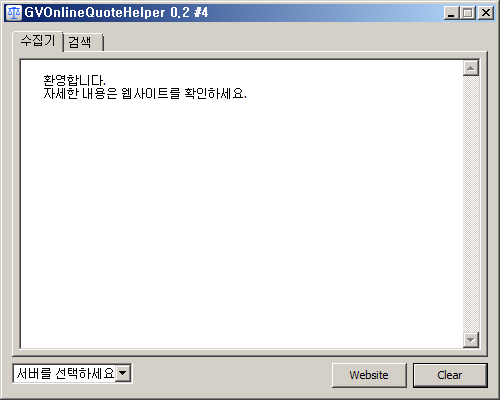 GVOnlineQuoteHelper 0.2 #4
수집기 검색
환영합니다.
자세한 내용은 웹사이트를 확인하세요.
서버를 선택하세요
Website Clear